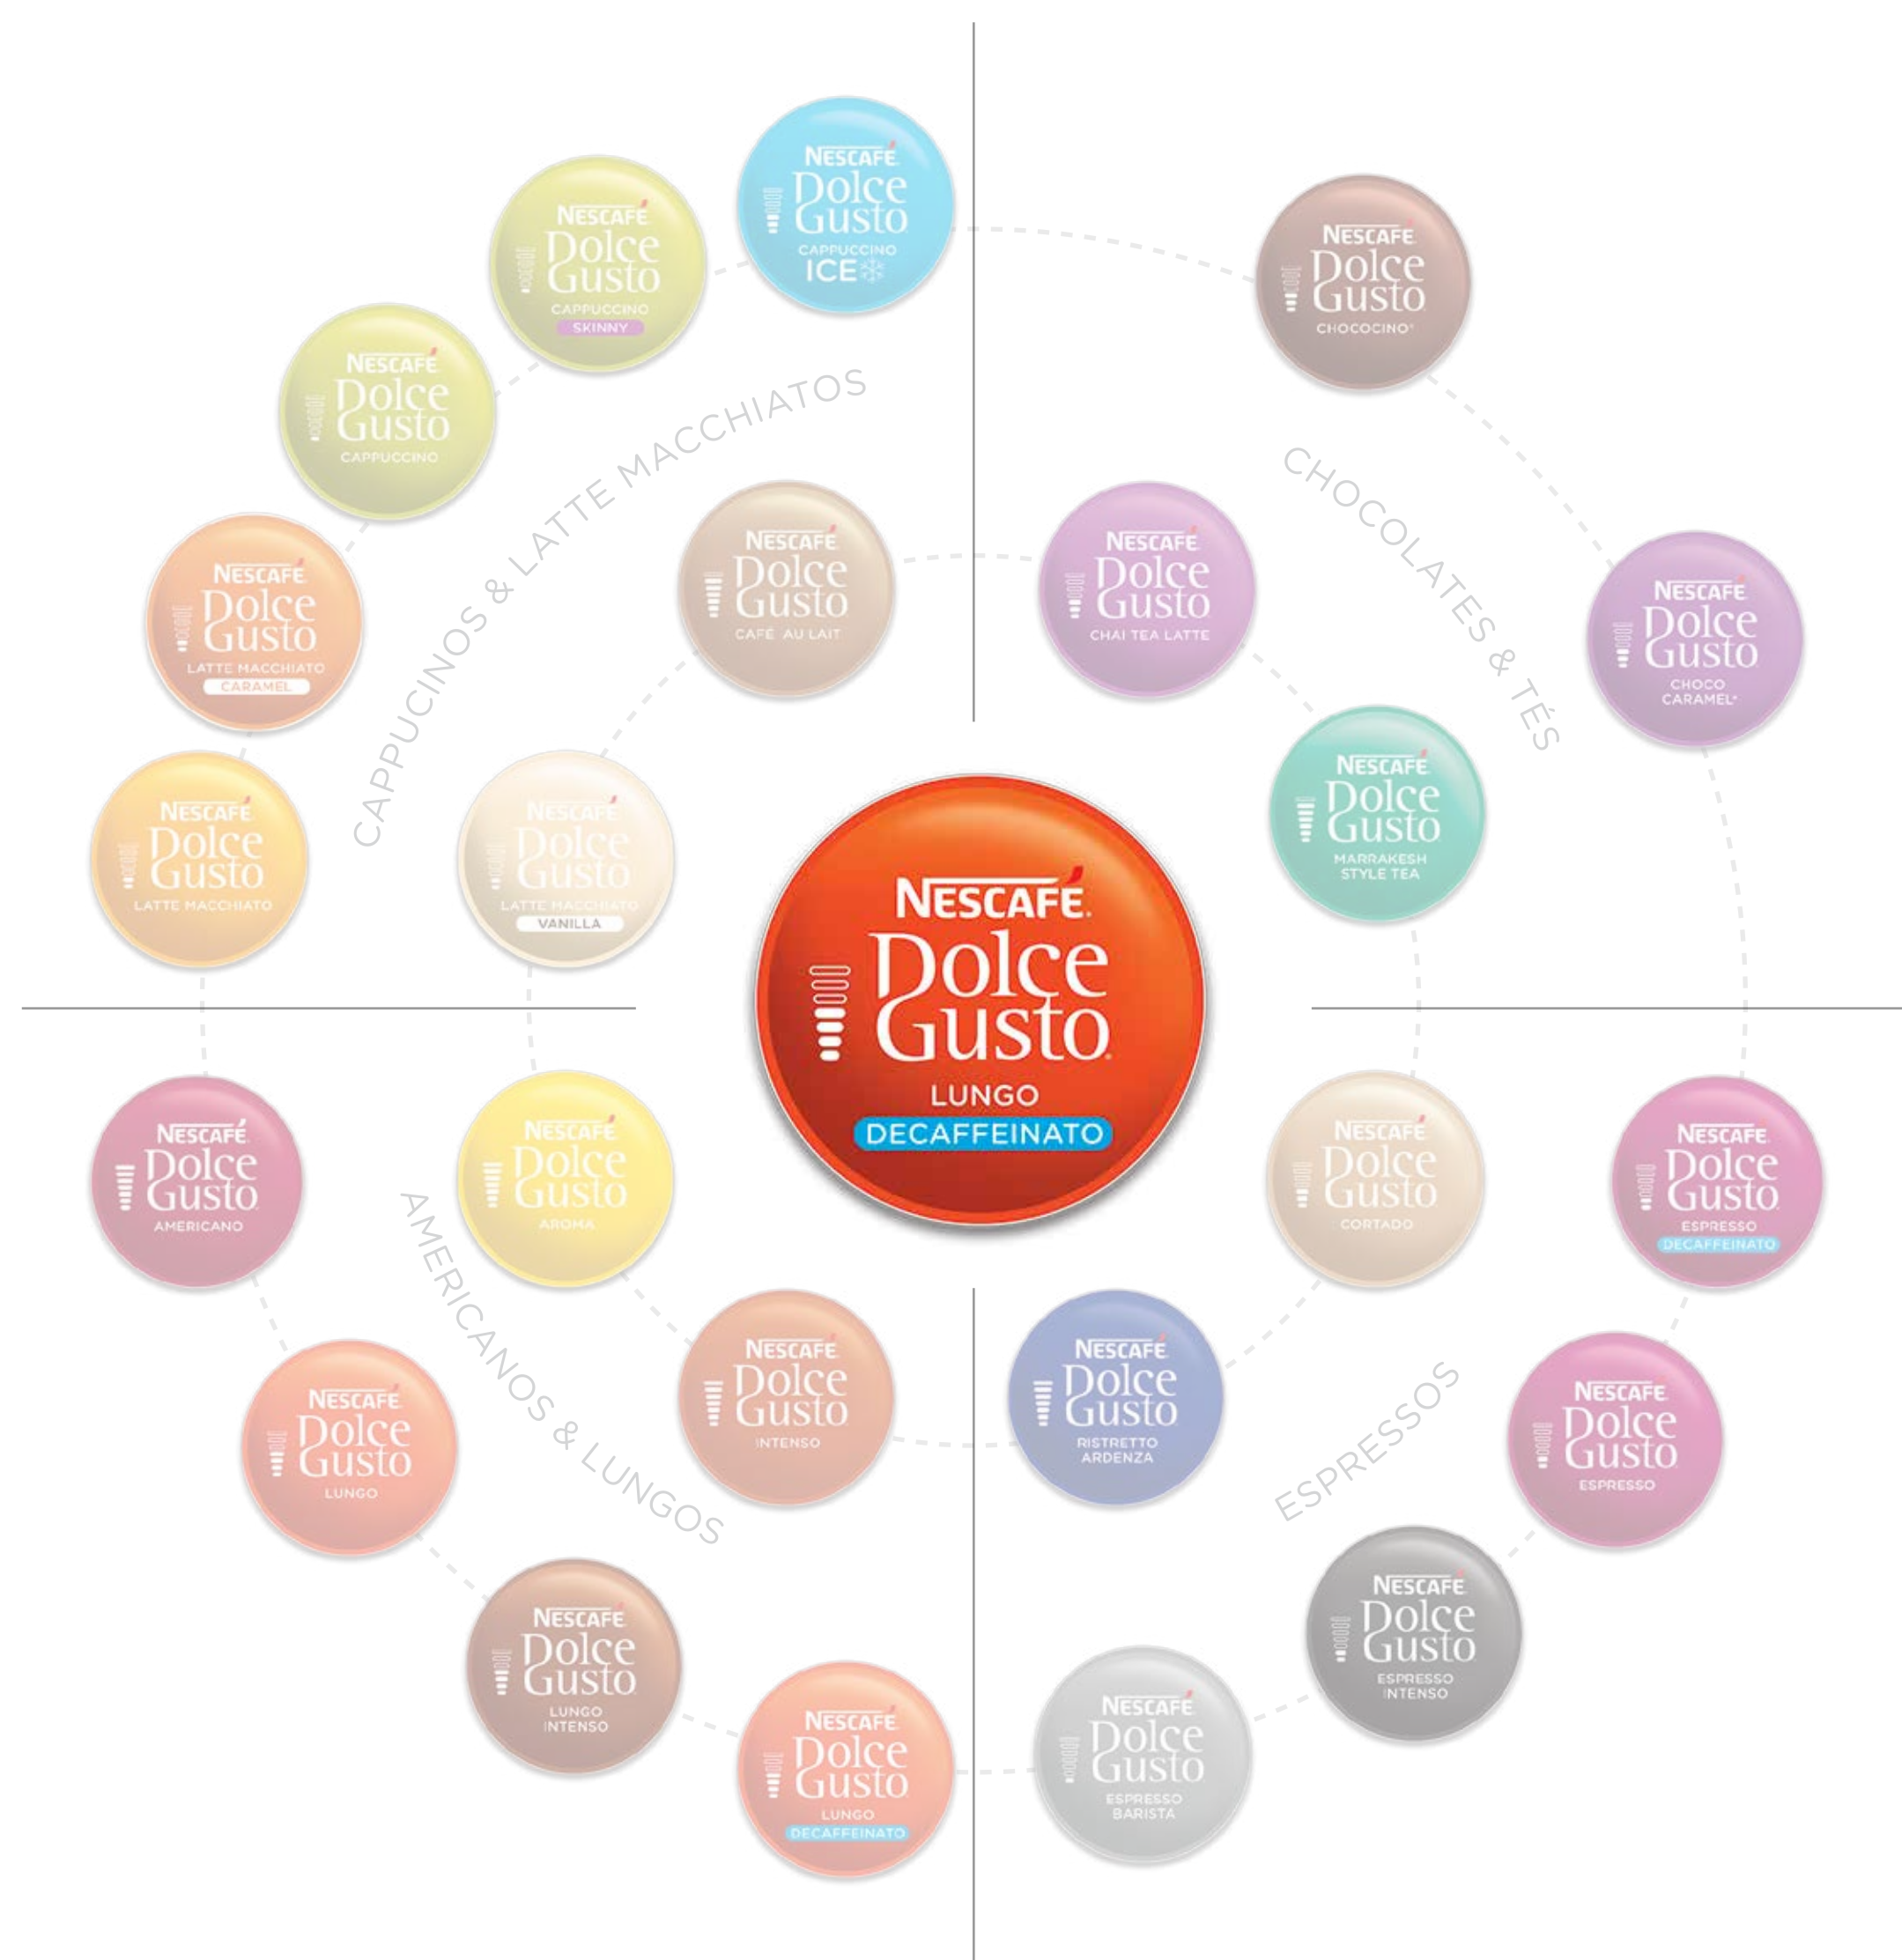 NESCAFÉ
Dolce
Gusto
CAPPUCCINO
ICE
NESCAFÉ
Dolce
Gusto
CAPPUCCINO
SKINNY
NESCAFÉ
Dolce
Gusto
CAPPUCCINO
NESCAFÉ
Dolce
Gusto
LATTE MACCHIATO
CARAMEL
NESCAFÉ
Dolce
Gusto
LATTE MACCHIATO
CAPPUCINOS & LATTE MACCHIATOS
NESCAFÉ
Dolce
Gusto
CAFÉ AU LAIT
NESCAFÉ
Dolce
Gusto
LATTE MACCHIATO
VANILLA
NESCAFÉ
Dolce
Gusto
CHOCOCINO*
CHOCOLATES & TÉS
NESCAFÉ
Dolce
Gusto
CHOCO
CARAMEL*
NESCAFÉ
Dolce
Gusto
CHAI TEA LATTE
NESCAFÉ
Dolce
Gusto
MARRAKESH
STYLE TEA
NESCAFÉ.
Dolce
Gusto
LUNGO
DECAFFEINATO
NESCAFÉ
Dolce
Gusto
AMERICANO
NESCAFÉ
Dolce
Gusto
AROMA
AMERICANOS & LUNGOS
NESCAFÉ
Dolce
Gusto
INTENSO
NESCAFÉ
Dolce
Gusto
LUNGO
NESCAFÉ
Dolce
Gusto
LUNGO
INTENSO
NESCAFÉ
Dolce
Gusto
LUNGO
DECAFFEINATO
NESCAFÉ
Dolce
Gusto
CORTADO
NESCAFÉ
Dolce
Gusto
ESPRESSO
DECAFFEINATO
NESCAFÉ
Dolce
Gusto
RISTRETTO
ARDENZA
ESPRESSOS
NESCAFÉ
Dolce
Gusto
ESPRESSO
NESCAFÉ
Dolce
Gusto
ESPRESSO
INTENSO
NESCAFÉ
Dolce
Gusto
ESPRESSO
BARISTA